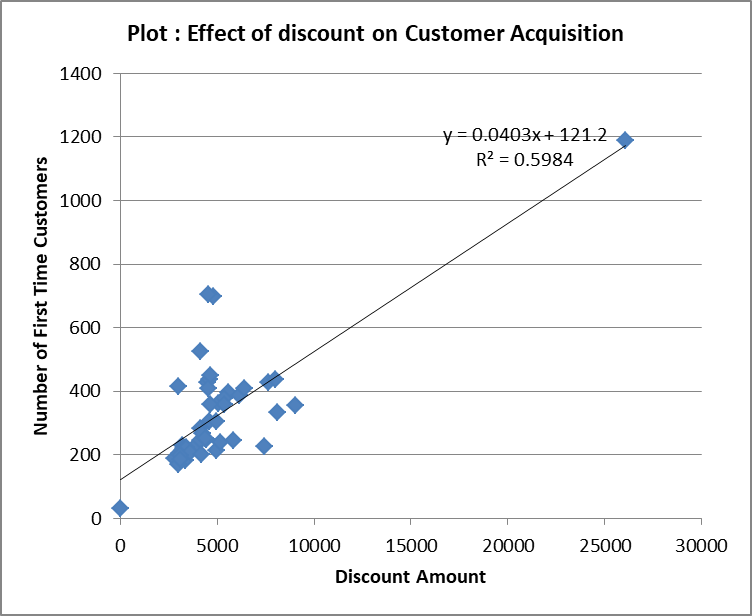 Plot : Effect of discount on Customer Acquisition
1400
1200
1000
800
600
400
200
0
Number of First Time Customers
y = 0.0403x + 121.2
R² = 0.5984
0 5000 10000 15000 20000 25000 30000
Discount Amount